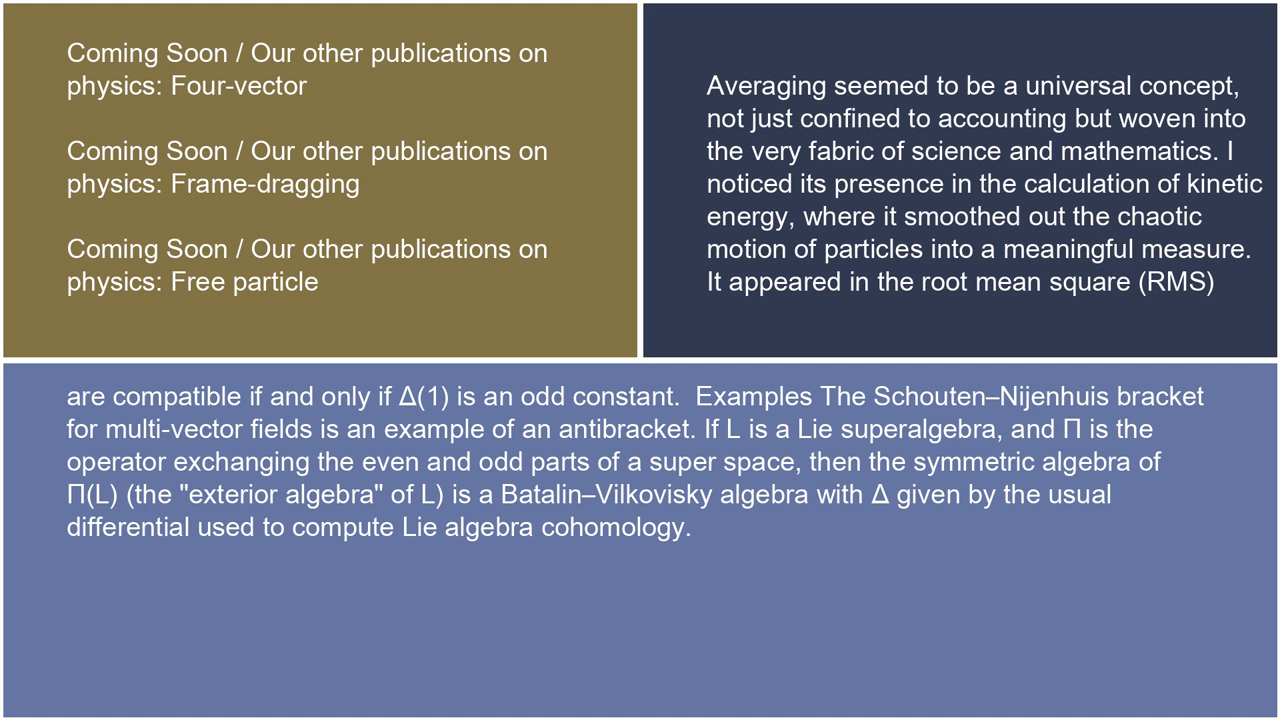 Coming Soon / Our other publications on
physics: Four-vector
Coming Soon / Our other publications on
physics: Frame-dragging
Coming Soon / Our other publications on
physics: Free particle
Averaging seemed to be a universal concept,
not just confined to accounting but woven into
the very fabric of science and mathematics. I
noticed its presence in the calculation of kinetic
energy, where it smoothed out the chaotic
motion of particles into a meaningful measure.
It appeared in the root mean square (RMS)
are compatible if and only if Δ(1) is an odd constant.  Examples The Schouten–Nijenhuis bracket
for multi-vector fields is an example of an antibracket. If L is a Lie superalgebra, and Π is the
operator exchanging the even and odd parts of a super space, then the symmetric algebra of
Π(L) (the "exterior algebra" of L) is a Batalin–Vilkovisky algebra with Δ given by the usual
differential used to compute Lie algebra cohomology.